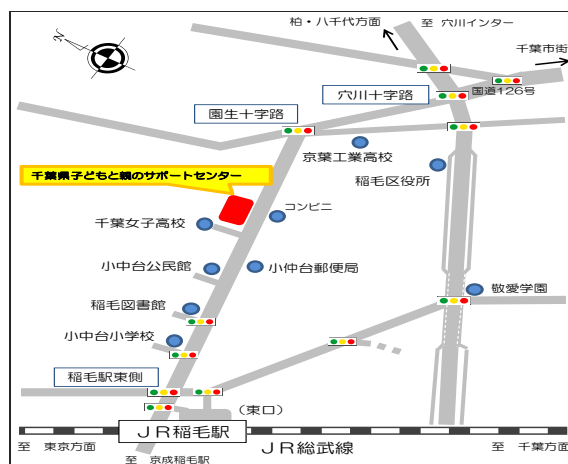 柏・八千代方面
至 穴川インター
千葉市街
N
国道126号
穴川十字路
園生十字路
京葉工業高校
稲毛区役所
千葉県子どもと親のサポートセンター
コンビニ
千葉女子高校
小中台公民館
小仲台郵便局
稲毛図書館
敬愛学園
小中台小学校
稲毛駅東側
（東口）
ＪＲ稲毛駅
至 東京方面
ＪＲ総武線
至 千葉方面
至 京成稲毛駅